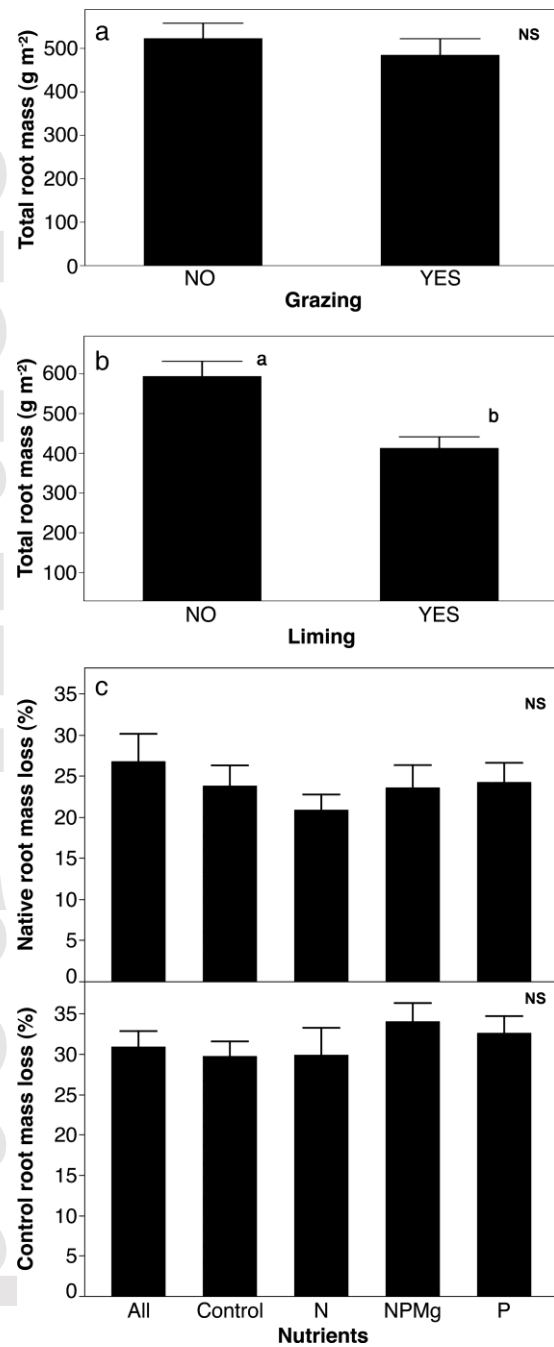 a
NS
Total root mass (g m⁻²)
500
400
300
200
100
0
NO
YES
Grazing
b
a
b
Total root mass (g m⁻²)
600
500
400
300
200
100
NO
YES
Liming
c
NS
Native root mass loss (%)
35
30
25
20
15
10
5
0
NS
Control root mass loss (%)
35
30
25
20
15
10
5
0
All
Control
N
NPMg
P
Nutrients